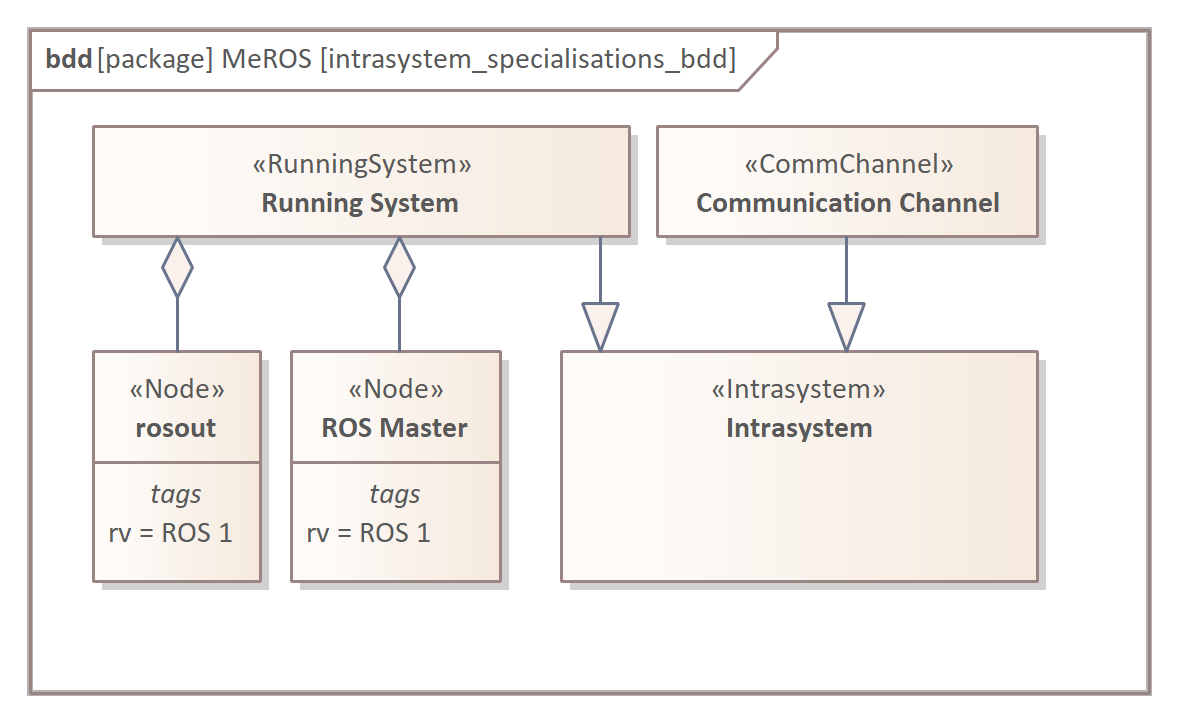 bdd [package] MeROS [intrasystem_specialisations_bdd]
«RunningSystem»
Running System
«CommChannel»
Communication Channel
«Node»
rosout
tags
rv = ROS 1
«Node»
ROS Master
tags
rv = ROS 1
«Intrasystem»
Intrasystem